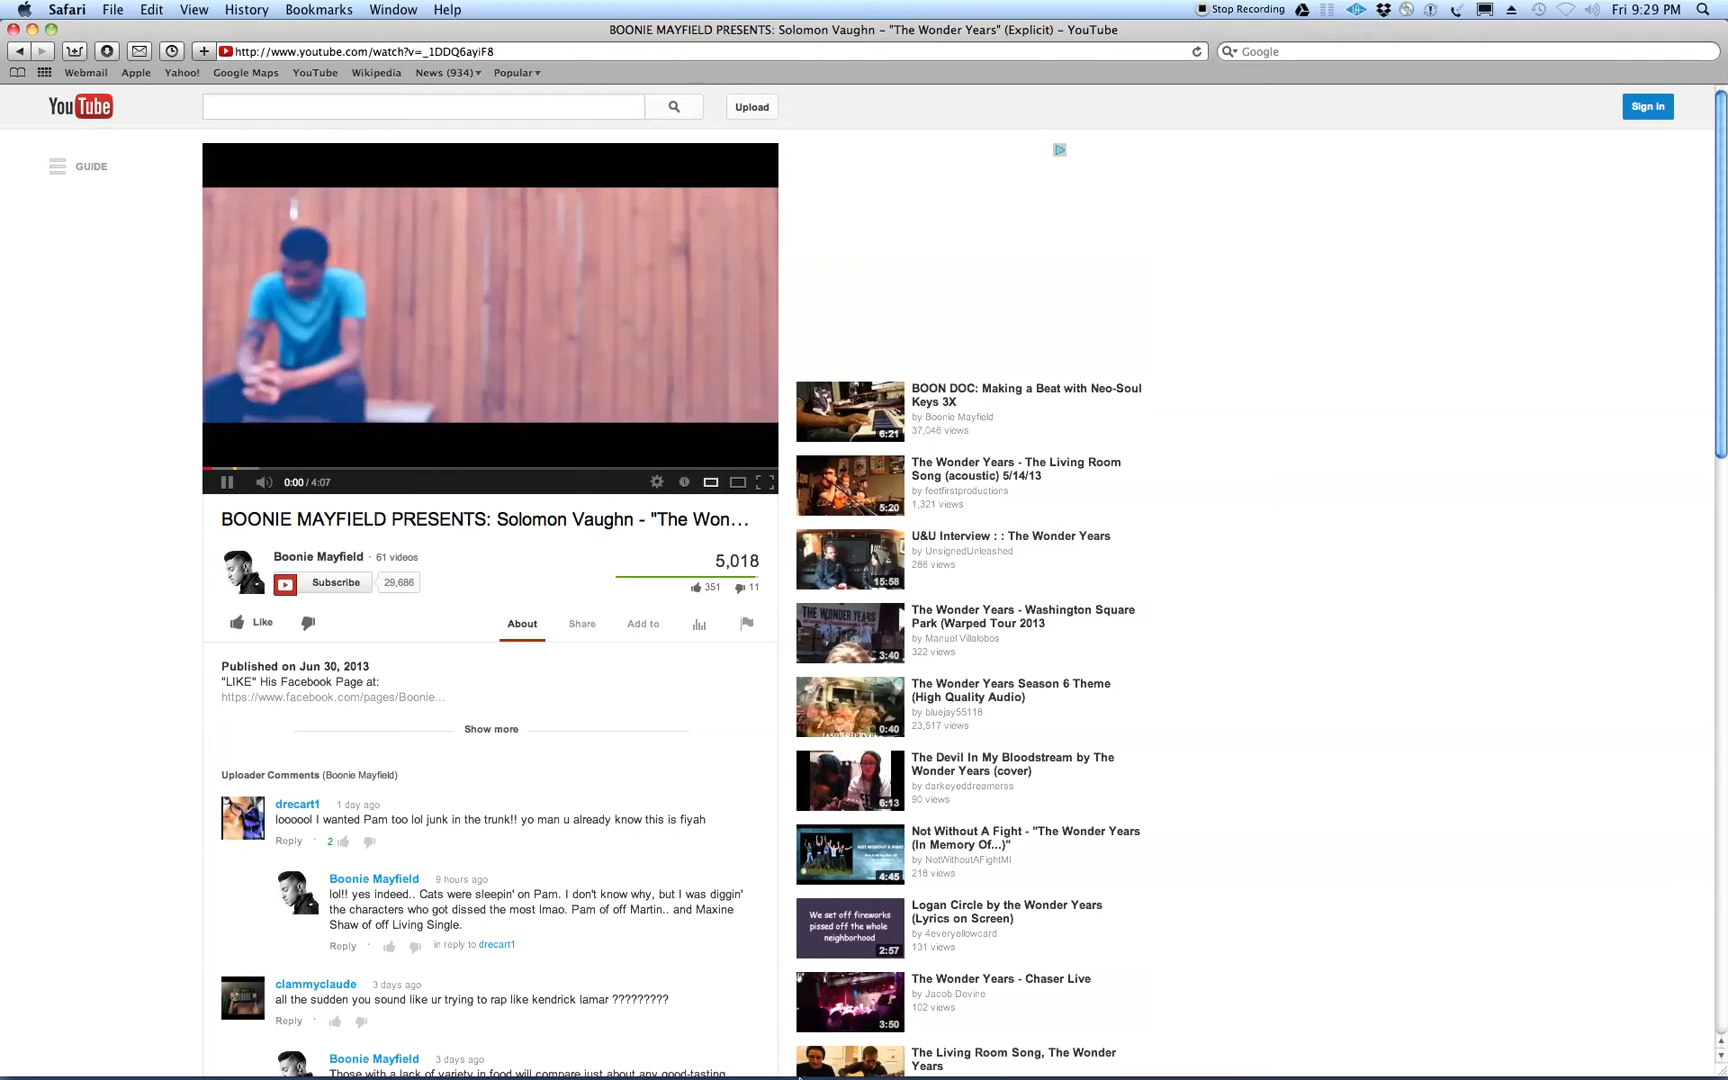 Safari File Edit View History Bookmarks Window Help
Stop Recording
Fri 9:29 PM
BOONIE MAYFIELD PRESENTS: Solomon Vaughn – "The Wonder Years" (Explicit) – YouTube
http://www.youtube.com/watch?v=_1DDQ6ayiF8
Google
Webmail Apple Yahoo! Google Maps YouTube Wikipedia News (934) Popular
YouTube
Upload
Sign in
GUIDE
0:00 / 4:07
BOONIE MAYFIELD PRESENTS: Solomon Vaughn - "The Won...
Boonie Mayfield · 61 videos
Subscribe 29,686
5,018
351 11
Like
About Share Add to
Published on Jun 30, 2013
"LIKE" His Facebook Page at:
https://www.facebook.com/pages/Boonie...
Show more
Uploader Comments (Boonie Mayfield)
drecart1 1 day ago
loooool I wanted Pam too lol junk in the trunk!! yo man u already know this is fiyah
Reply · 2
Boonie Mayfield 9 hours ago
lol!! yes indeed.. Cats were sleepin' on Pam. I don't know why, but I was diggin'
the characters who got dissed the most lmao. Pam of off Martin.. and Maxine
Shaw of off Living Single.
Reply · in reply to drecart1
clammyclaude 3 days ago
all the sudden you sound like ur trying to rap like kendrick lamar ?????????
Reply ·
Boonie Mayfield 3 days ago
Those with a lack of variety in food will compare just about any good-tasting
BOON DOC: Making a Beat with Neo-Soul
Keys 3X
by Boonie Mayfield
37,046 views
6:21
The Wonder Years - The Living Room
Song (acoustic) 5/14/13
by feetfirstproductions
1,321 views
5:20
U&U Interview : : The Wonder Years
by UnsignedUnleashed
286 views
15:58
The Wonder Years - Washington Square
Park (Warped Tour 2013
by Manuel Villalobos
322 views
THE WONDER YEARS
3:40
The Wonder Years Season 6 Theme
(High Quality Audio)
by bluejay55118
23,517 views
0:40
The Devil In My Bloodstream by The
Wonder Years (cover)
by darkeyeddreamerss
90 views
6:13
Not Without A Fight - "The Wonder Years
(In Memory Of...)"
by NotWithoutAFightMI
218 views
4:45
Logan Circle by the Wonder Years
(Lyrics on Screen)
by 4everyellowcard
131 views
We set off fireworks
pissed off the whole
neighborhood
2:57
The Wonder Years - Chaser Live
by Jacob Devine
102 views
3:50
The Living Room Song, The Wonder
Years